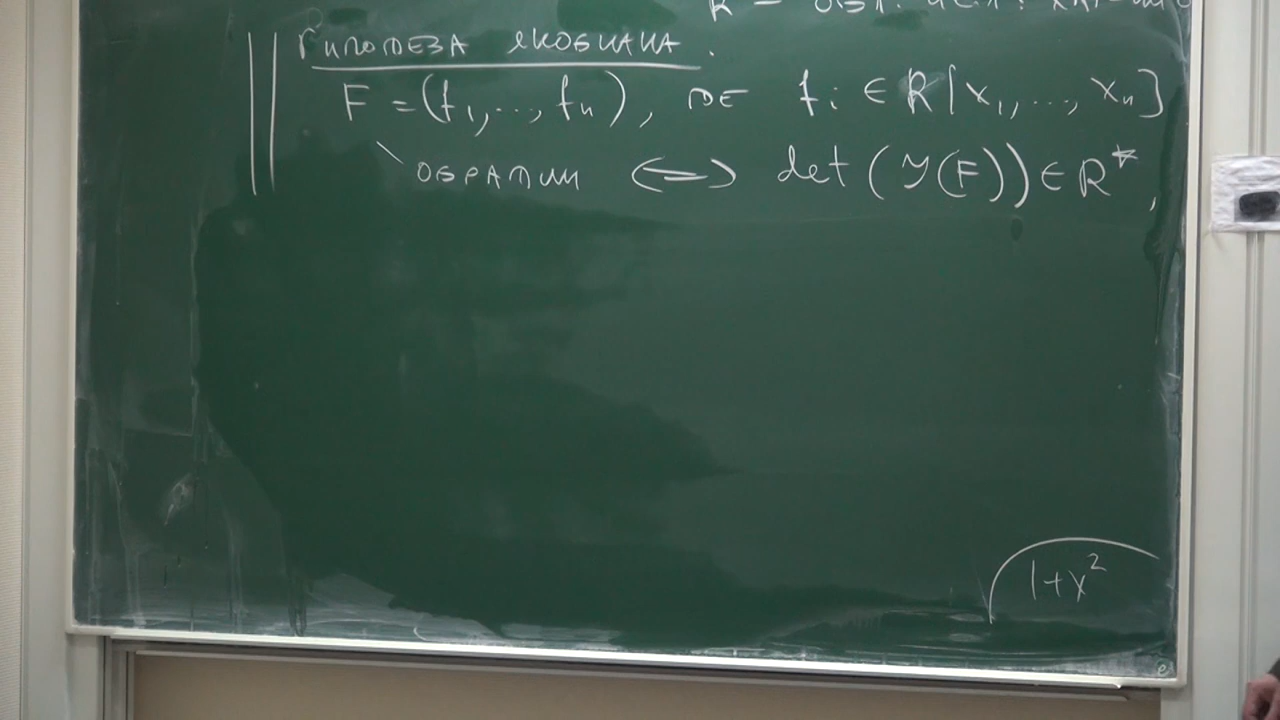 Гипотеза якобиана.
F = (f₁, ..., fₙ), где fᵢ ∈ R[x₁, ..., xₙ]
обратим ⟺ det(J(F)) ∈ R*,
1+x²